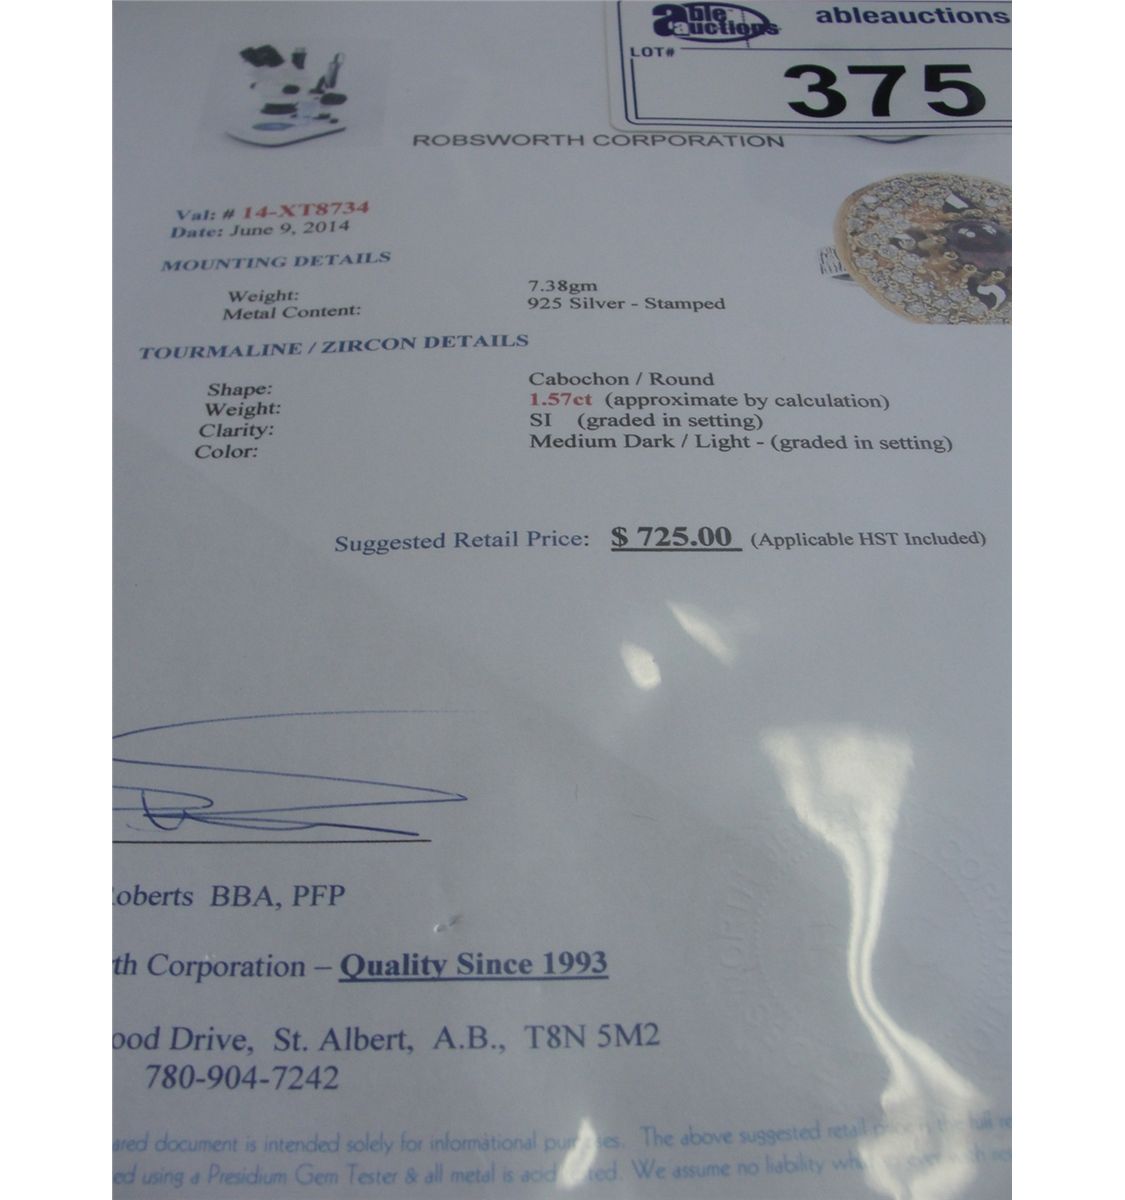 able auctions
ableauctions
LOT#
375
ROBSWORTH CORPORATION
Val: # 14-XT8734
Date: June 9, 2014
MOUNTING DETAILS
Weight: 7.38gm
Metal Content: 925 Silver - Stamped
TOURMALINE / ZIRCON DETAILS
Shape: Cabochon / Round
Weight: 1.57ct (approximate by calculation)
Clarity: SI (graded in setting)
Color: Medium Dark / Light - (graded in setting)
Suggested Retail Price: $ 725.00 (Applicable HST Included)
oberts BBA, PFP
th Corporation – Quality Since 1993
ood Drive, St. Albert, A.B., T8N 5M2
780-904-7242
ared document is intended solely for informational purposes. The above suggested retail
ed using a Presidium Gem Tester & all metal is acid We assume no liability